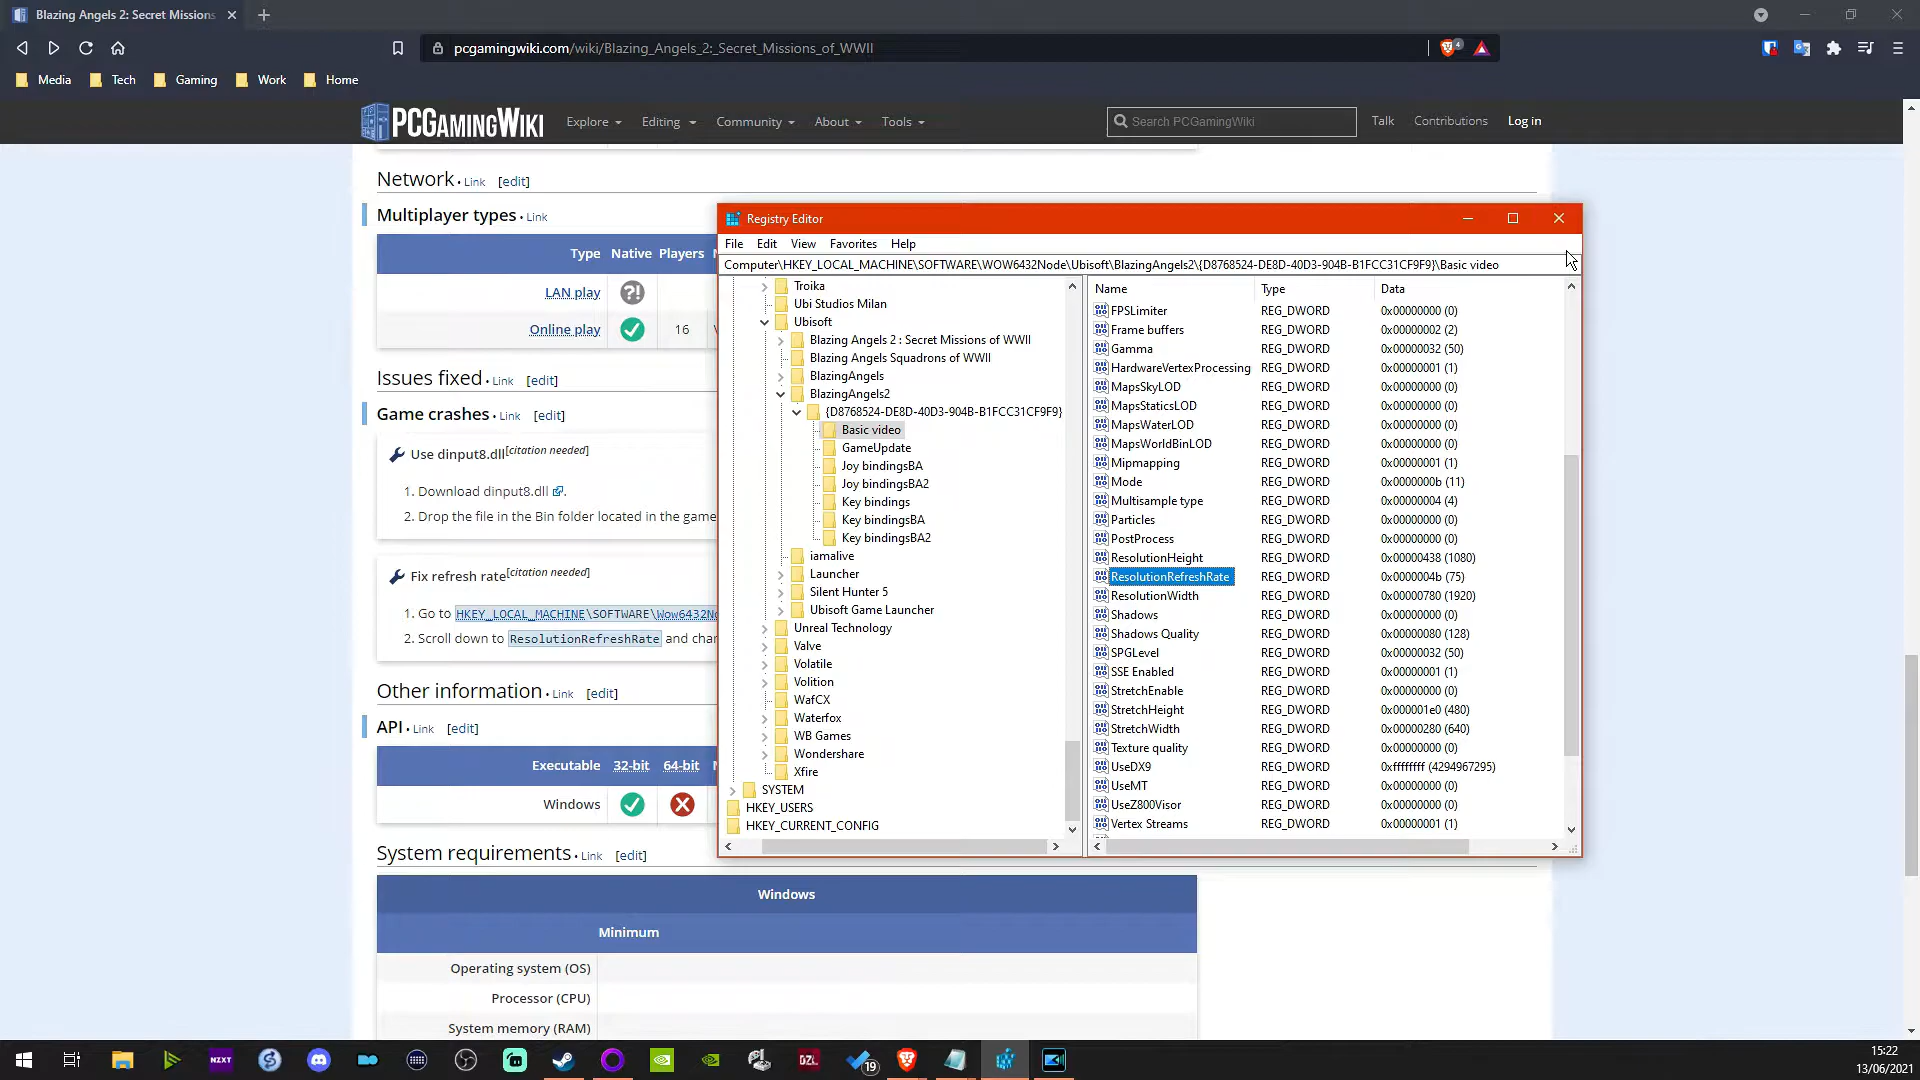 Blazing Angels 2: Secret Missions
pcgamingwiki.com/wiki/Blazing_Angels_2:_Secret_Missions_of_WWII
4
Media
Tech
Gaming
Work
Home
PCGamingWiki
Explore
Editing
Community
About
Tools
Search PCGamingWiki
Talk
Contributions
Log in
Network • Link [edit]
Multiplayer types • Link
Type Native Players
LAN play
Online play 16
Issues fixed • Link [edit]
Game crashes • Link [edit]
Use dinput8.dll[citation needed]
1. Download dinput8.dll.
2. Drop the file in the Bin folder located in the game
Fix refresh rate[citation needed]
1. Go to HKEY_LOCAL_MACHINE\SOFTWARE\Wow6432No
2. Scroll down to ResolutionRefreshRate and chan
Other information • Link [edit]
API • Link [edit]
Executable 32-bit 64-bit
Windows
System requirements • Link [edit]
Windows
Minimum
Operating system (OS)
Processor (CPU)
System memory (RAM)
Registry Editor
File Edit View Favorites Help
Computer\HKEY_LOCAL_MACHINE\SOFTWARE\WOW6432Node\Ubisoft\BlazingAngels2\{D8768524-DE8D-40D3-904B-B1FCC31CF9F9}\Basic video
Troika
Ubi Studios Milan
Ubisoft
Blazing Angels 2 : Secret Missions of WWII
Blazing Angels Squadrons of WWII
BlazingAngels
BlazingAngels2
{D8768524-DE8D-40D3-904B-B1FCC31CF9F9}
Basic video
GameUpdate
Joy bindingsBA
Joy bindingsBA2
Key bindings
Key bindingsBA
Key bindingsBA2
iamalive
Launcher
Silent Hunter 5
Ubisoft Game Launcher
Unreal Technology
Valve
Volatile
Volition
WafCX
Waterfox
WB Games
Wondershare
Xfire
SYSTEM
HKEY_USERS
HKEY_CURRENT_CONFIG
Name Type Data
FPSLimiter REG_DWORD 0x00000000 (0)
Frame buffers REG_DWORD 0x00000002 (2)
Gamma REG_DWORD 0x00000032 (50)
HardwareVertexProcessing REG_DWORD 0x00000001 (1)
MapsSkyLOD REG_DWORD 0x00000000 (0)
MapsStaticsLOD REG_DWORD 0x00000000 (0)
MapsWaterLOD REG_DWORD 0x00000000 (0)
MapsWorldBinLOD REG_DWORD 0x00000000 (0)
Mipmapping REG_DWORD 0x00000001 (1)
Mode REG_DWORD 0x0000000b (11)
Multisample type REG_DWORD 0x00000004 (4)
Particles REG_DWORD 0x00000000 (0)
PostProcess REG_DWORD 0x00000000 (0)
ResolutionHeight REG_DWORD 0x00000438 (1080)
ResolutionRefreshRate REG_DWORD 0x0000004b (75)
ResolutionWidth REG_DWORD 0x00000780 (1920)
Shadows REG_DWORD 0x00000000 (0)
Shadows Quality REG_DWORD 0x00000080 (128)
SPGLevel REG_DWORD 0x00000032 (50)
SSE Enabled REG_DWORD 0x00000001 (1)
StretchEnable REG_DWORD 0x00000000 (0)
StretchHeight REG_DWORD 0x000001e0 (480)
StretchWidth REG_DWORD 0x00000280 (640)
Texture quality REG_DWORD 0x00000000 (0)
UseDX9 REG_DWORD 0xffffffff (4294967295)
UseMT REG_DWORD 0x00000000 (0)
UseZ800Visor REG_DWORD 0x00000000 (0)
Vertex Streams REG_DWORD 0x00000001 (1)
NZXT
DZL
19
15:22
13/06/2021